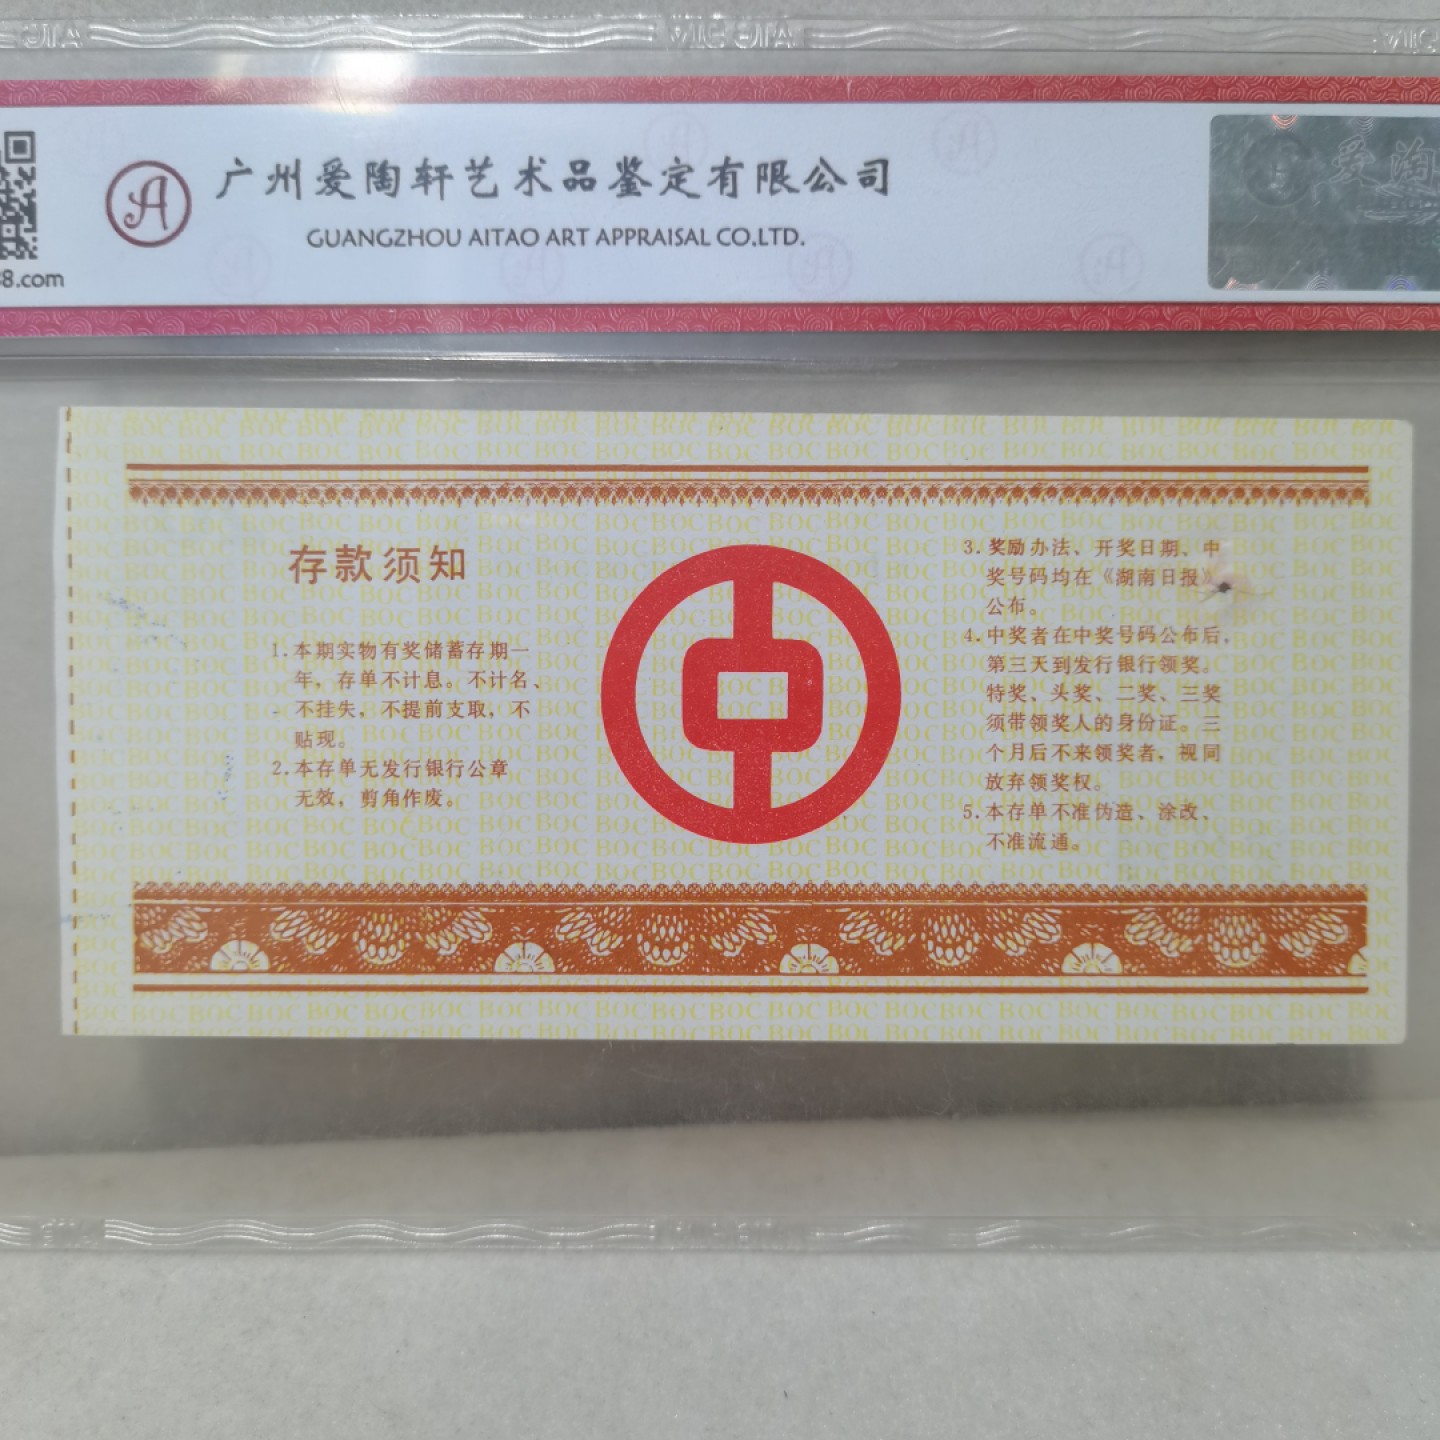 广州爱陶轩艺术品鉴定有限公司
GUANGZHOU AITAO ART APPRAISAL CO.LTD.
8.com
爱陶
存款须知
1.本期实物有奖储蓄存期一
年，存单不计息。不计名、
不挂失，不提前支取，不
贴现。
2.本存单无发行银行公章
无效，剪角作废。
3.奖励办法、开奖日期、中
奖号码均在《湖南日报》
公布。
4.中奖者在中奖号码公布后，
第三天到发行银行领奖。
特奖、头奖、二奖、三奖
须带领奖人的身份证。三
个月后不来领奖者，视同
放弃领奖权。
5.本存单不准伪造、涂改、
不准流通。